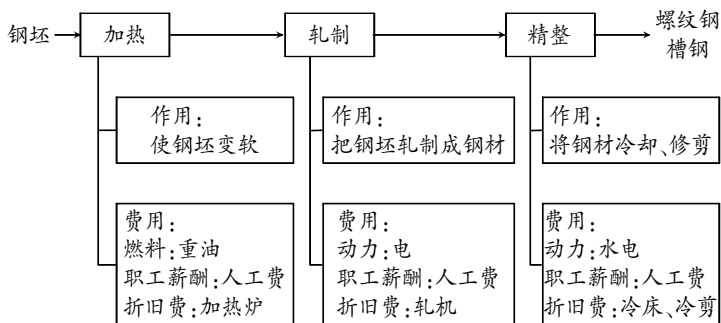 钢坯
加热
轧制
精整
螺纹钢
槽钢
作用:
使钢坯变软
作用:
把钢坯轧制成钢材
作用:
将钢材冷却、修剪
费用:
燃料:重油
职工薪酬:人工费
折旧费:加热炉
费用:
动力:电
职工薪酬:人工费
折旧费:轧机
费用:
动力:水电
职工薪酬:人工费
折旧费:冷床、冷剪